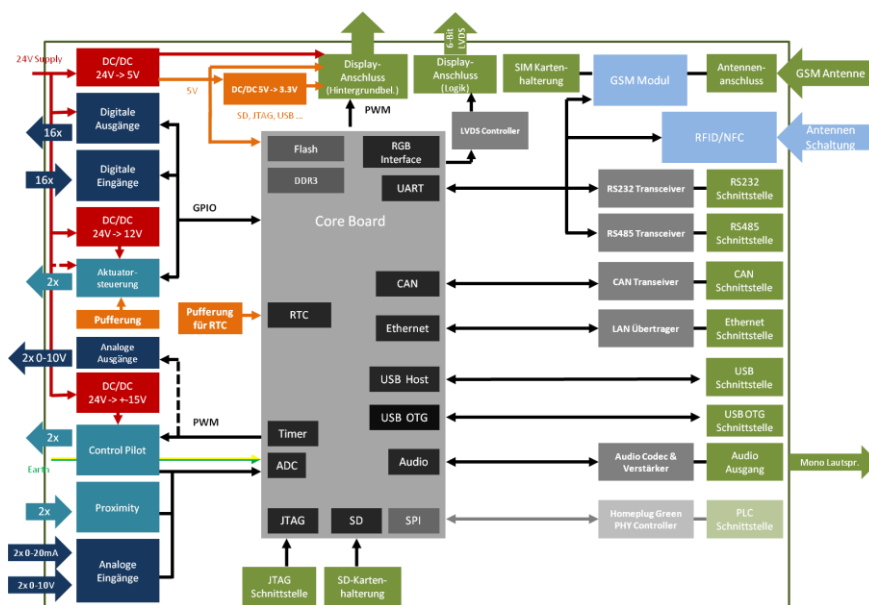 24V Supply
DC/DC
24V -> 5V
5V
DC/DC 5V -> 3.3V
SD, JTAG, USB ...
Display-
Anschluss
(Hintergrundbel.)
PWM
6-Bit
LVDS
Display-
Anschluss
(Logik)
LVDS Controller
SIM Karten-
halterung
GSM Modul
Antennen-
anschluss
GSM Antenne
RFID/NFC
Antennen
Schaltung
16x
Digitale
Ausgänge
16x
Digitale
Eingänge
GPIO
DC/DC
24V -> 12V
2x
Aktuator-
steuerung
Pufferung
Pufferung
für RTC
2x 0-10V
Analoge
Ausgänge
DC/DC
24V -> +-15V
PWM
2x
Control Pilot
Earth
2x
Proximity
2x 0-20mA
2x 0-10V
Analoge
Eingänge
Flash
DDR3
RGB
Interface
UART
Core Board
CAN
RTC
Ethernet
USB Host
USB OTG
Timer
ADC
Audio
JTAG
SD
SPI
JTAG
Schnittstelle
SD-Karten-
halterung
RS232 Transceiver
RS232
Schnittstelle
RS485 Transceiver
RS485
Schnittstelle
CAN Transeiver
CAN
Schnittstelle
LAN Übertrager
Ethernet
Schnittstelle
USB
Schnittstelle
USB OTG
Schnittstelle
Audio Codec &
Verstärker
Audio
Ausgang
Mono Lautspr.
Homeplug Green
PHY Controller
PLC
Schnittstelle